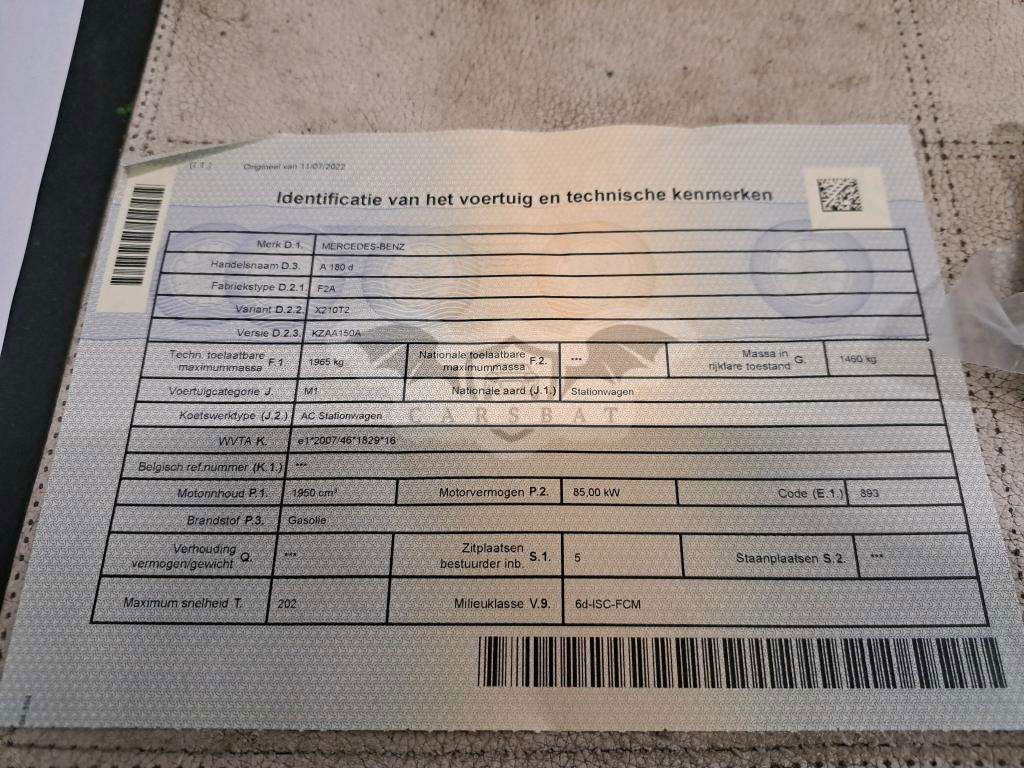 (Z.1.) Origineel van 11/07/2022
Identificatie van het voertuig en technische kenmerken
Merk D.1. MERCEDES-BENZ
Handelsnaam D.3. A 180 d
Fabriekstype D.2.1. F2A
Variant D.2.2. X210T2
Versie D.2.3. KZAA150A
Techn. toelaatbare maximummassa F.1. 1965 kg Nationale toelaatbare maximummassa F.2. *** Massa in rijklare toestand G. 1460 kg
Voertuigcategorie J. M1 Nationale aard (J.1.) Stationwagen
Koetswerktype (J.2.) AC Stationwagen
CARSBAT
WVTA K. e1*2007/46*1829*16
Belgisch ref.nummer (K.1.) ***
Motorinhoud P.1. 1950 cm³ Motorvermogen P.2. 85,00 kW Code (E.1.) 893
Brandstof P.3. Gasolie
Verhouding vermogen/gewicht Q. *** Zitplaatsen bestuurder inb. S.1. 5 Staanplaatsen S.2. ***
Maximum snelheid T. 202 Milieuklasse V.9. 6d-ISC-FCM